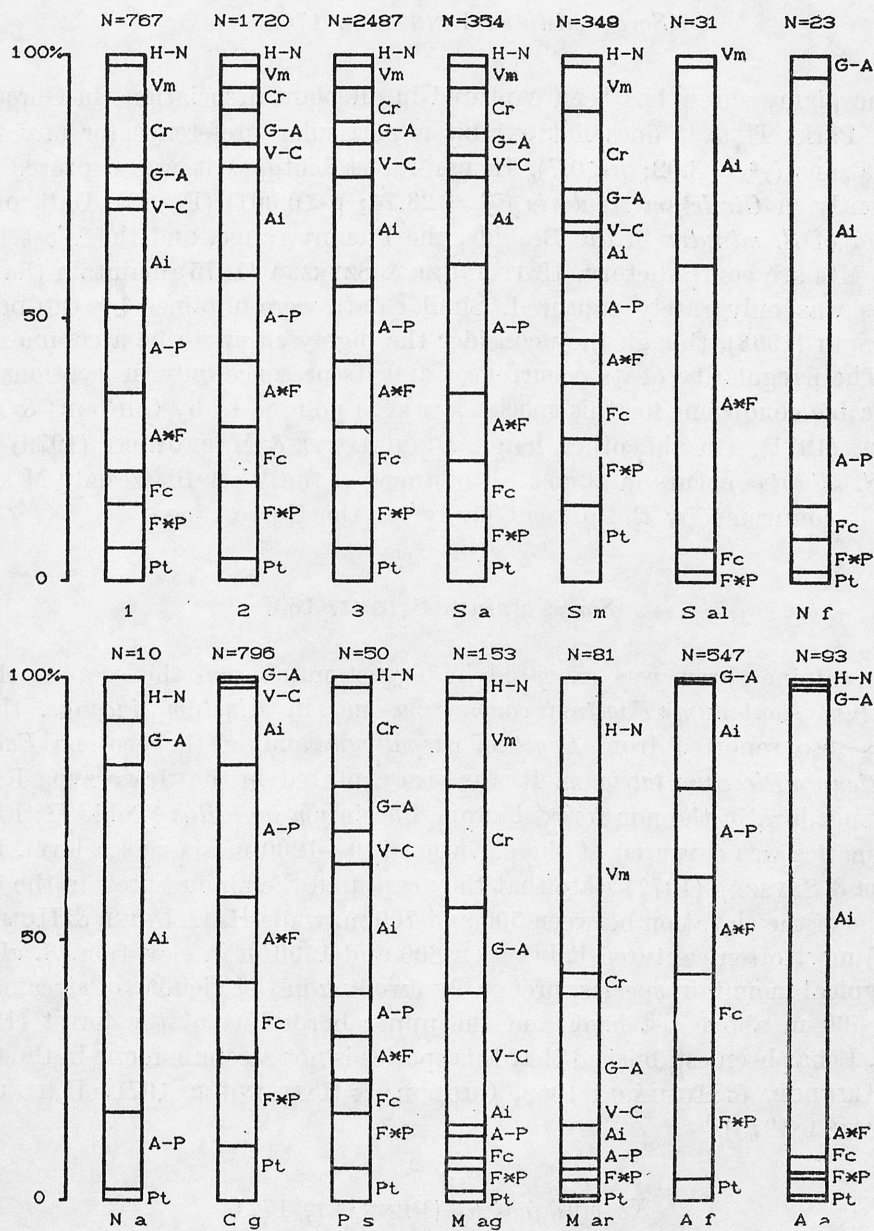 N=767 N=1720 N=2487 N=354 N=349 N=31 N=23
100%
50
0
H-N
Vm
Cr
G-A
V-C
Ai
A-P
A*F
Fc
F*P
Pt
H-N
Vm
Cr
G-A
V-C
Ai
A-P
A*F
Fc
F*P
Pt
H-N
Vm
Cr
G-A
V-C
Ai
A-P
A*F
Fc
F*P
Pt
H-N
Vm
Cr
G-A
V-C
Ai
A-P
A*F
Fc
F*P
Pt
H-N
Vm
Cr
G-A
V-C
Ai
A-P
A*F
Fc
F*P
Pt
Vm
Ai
A*F
Fc
F*P
G-A
Ai
A-P
Fc
F*P
Pt
1 2 3 S a S m S al N f
N=10 N=796 N=50 N=153 N=81 N=547 N=93
100%
50
0
H-N
G-A
Ai
A-P
Pt
G-A
V-C
Ai
A-P
A*F
Fc
F*P
Pt
H-N
Cr
G-A
V-C
Ai
A-P
A*F
Fc
F*P
Pt
H-N
Vm
Cr
G-A
V-C
Ai
A-P
Fc
F*P
Pt
H-N
Vm
Cr
G-A
V-C
Ai
A-P
F*P
Pt
G-A
Ai
A-P
A*F
Fc
F*P
Pt
H-N
G-A
Ai
A*F
Fc
F*P
Pt
N a C g P s M ag M ar A f A a